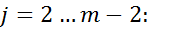 j = 2 … m − 2: